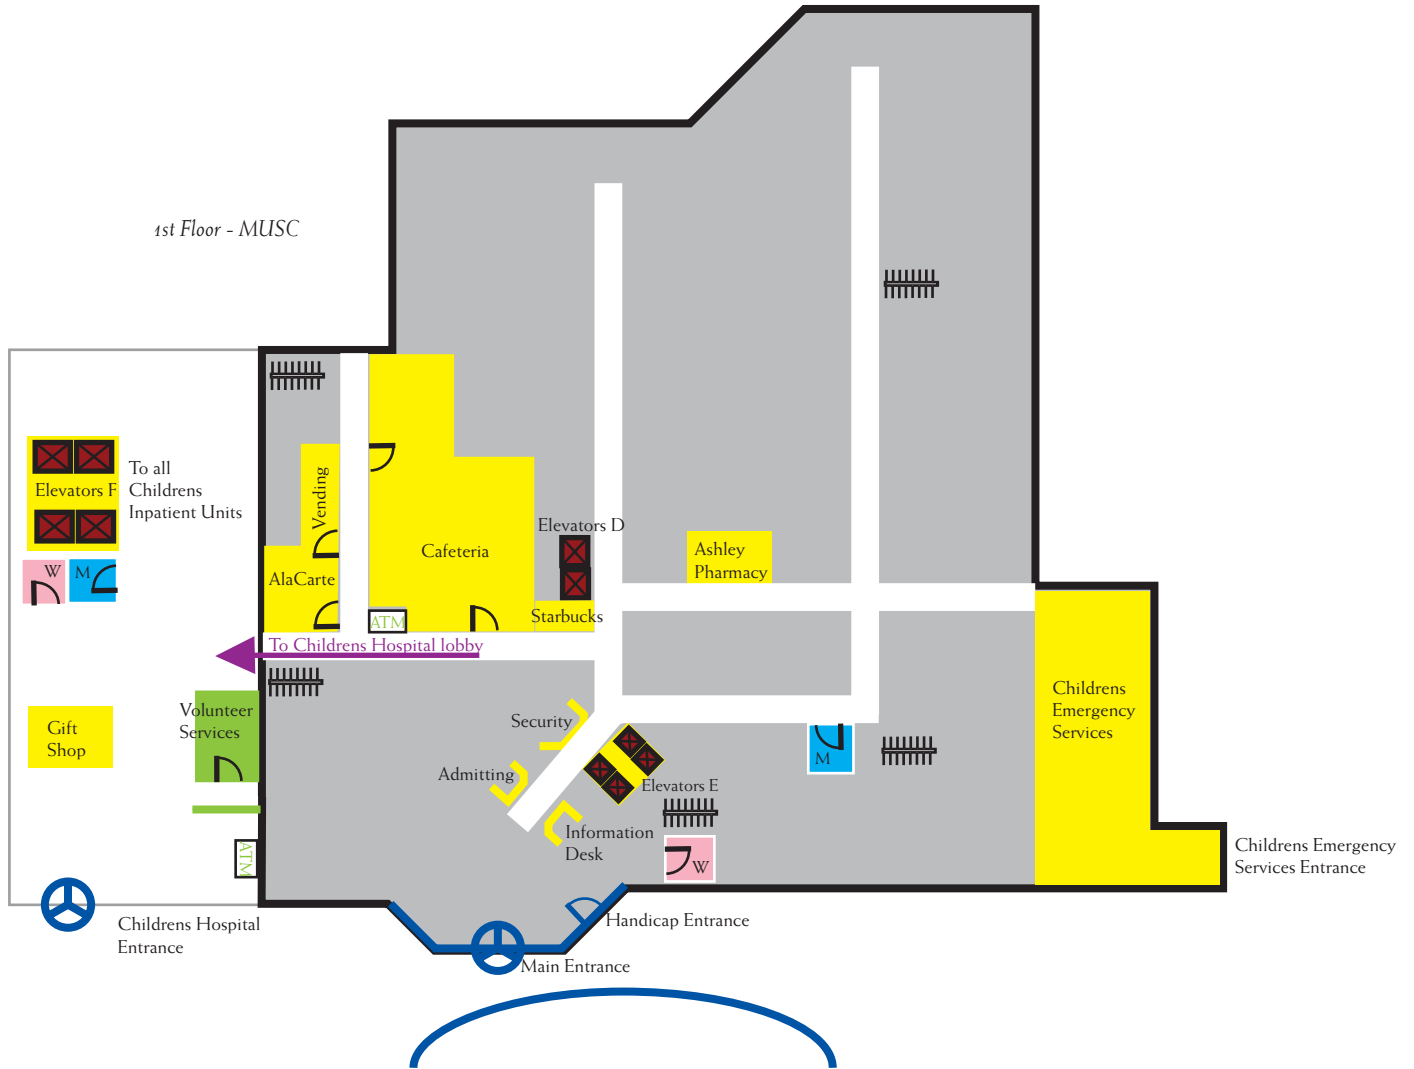 1st Floor - MUSC
To all
Childrens
Inpatient Units
Elevators F
W
M
Vending
AlaCarte
Cafeteria
Elevators D
Starbucks
Ashley
Pharmacy
ATM
To Childrens Hospital lobby
Volunteer
Services
Gift
Shop
Security
Admitting
Elevators E
Information
Desk
M
W
Childrens
Emergency
Services
Childrens Emergency
Services Entrance
ATM
Childrens Hospital
Entrance
Handicap Entrance
Main Entrance